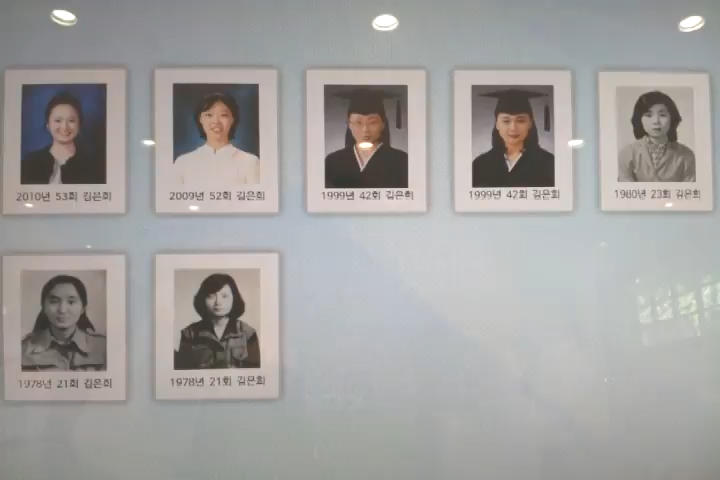 2010년 53회 김은희
2009년 52회 김은희
1999년 42회 김은희
1999년 42회 김은희
1980년 23회 김은희
1978년 21회 김은희
1978년 21회 김은희